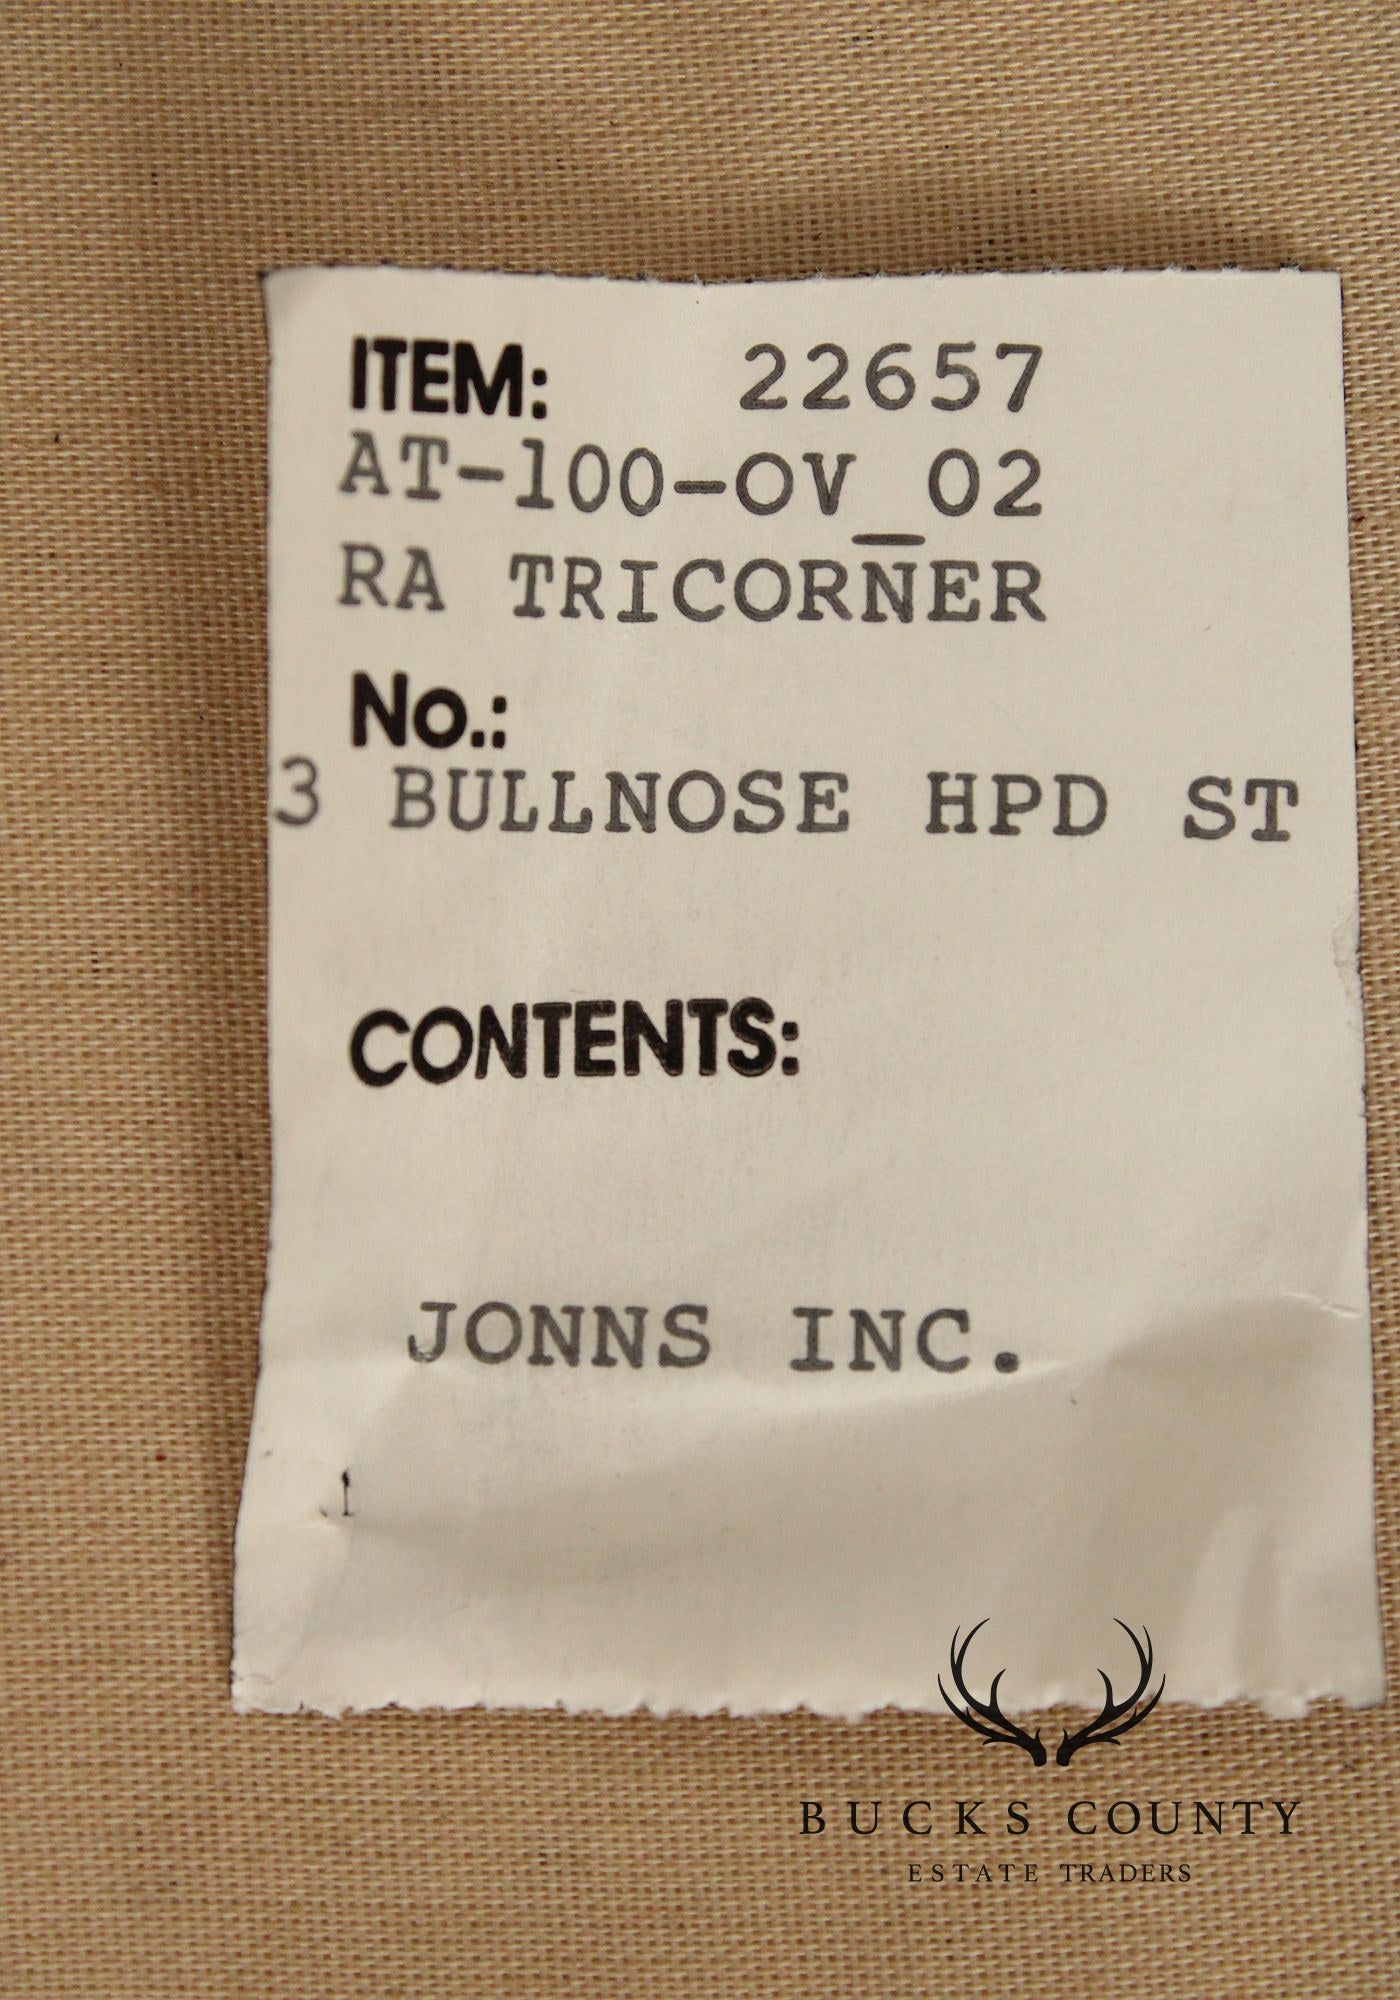 ITEM: 22657
AT-100-OV_02
RA TRICORNER
No.:
3 BULLNOSE HPD ST
CONTENTS:
JONNS INC.
BUCKS COUNTY
ESTATE TRADERS